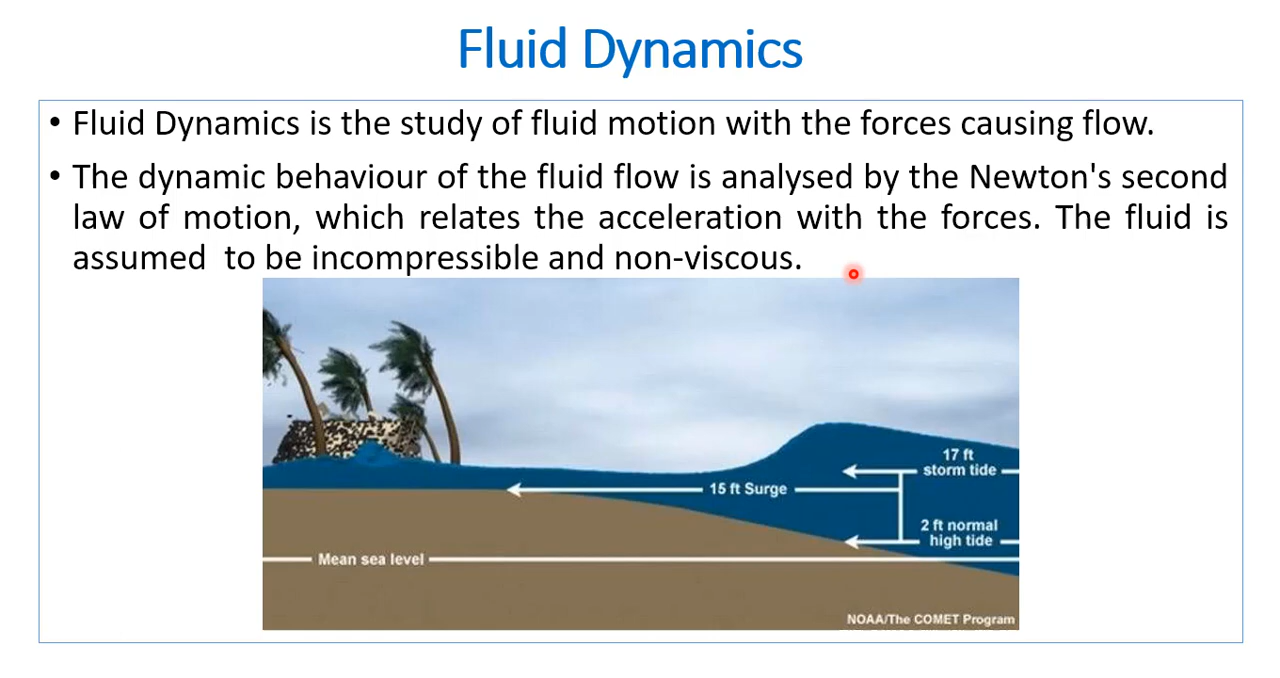 Fluid Dynamics
• Fluid Dynamics is the study of fluid motion with the forces causing flow.
• The dynamic behaviour of the fluid flow is analysed by the Newton's second
law of motion, which relates the acceleration with the forces. The fluid is
assumed  to be incompressible and non-viscous.
17 ft
storm tide
15 ft Surge
2 ft normal
high tide
Mean sea level
NOAA/The COMET Program